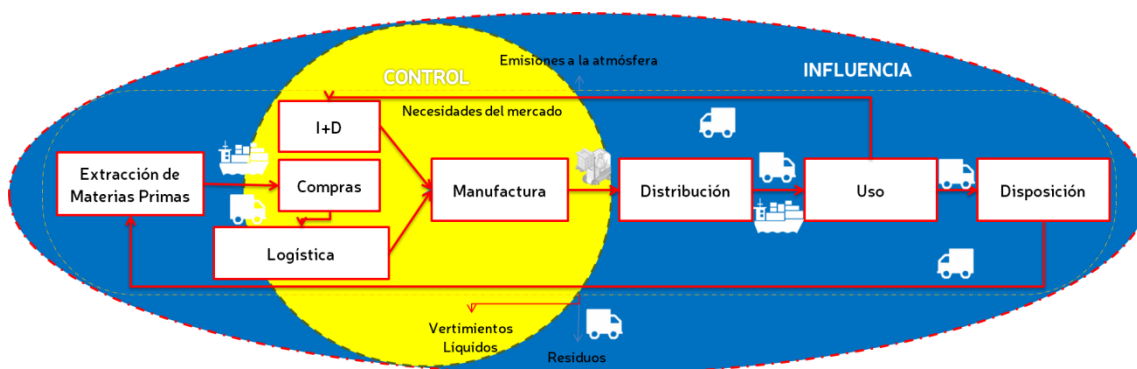 Emisiones a la atmósfera
CONTROL
INFLUENCIA
Necesidades del mercado
I+D
Extracción de
Materias Primas
Compras
Manufactura
Distribución
Uso
Disposición
Logística
Vertimientos
Líquidos
Residuos